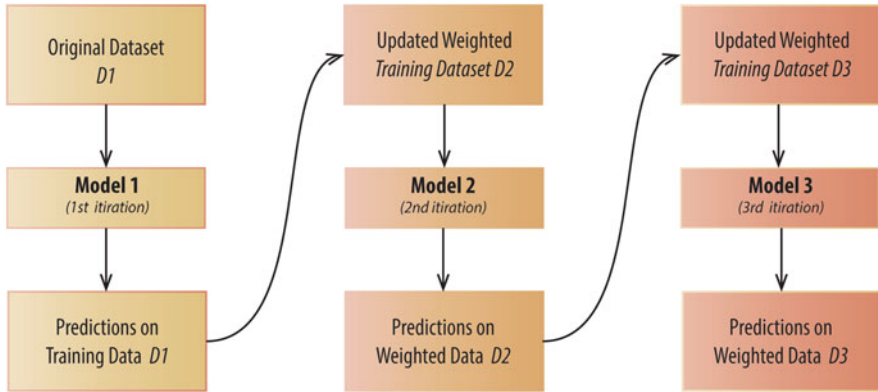 Original Dataset
D1
Model 1
(1st itiration)
Predictions on
Training Data D1
Updated Weighted
Training Dataset D2
Model 2
(2nd itiration)
Predictions on
Weighted Data D2
Updated Weighted
Training Dataset D3
Model 3
(3rd itiration)
Predictions on
Weighted Data D3